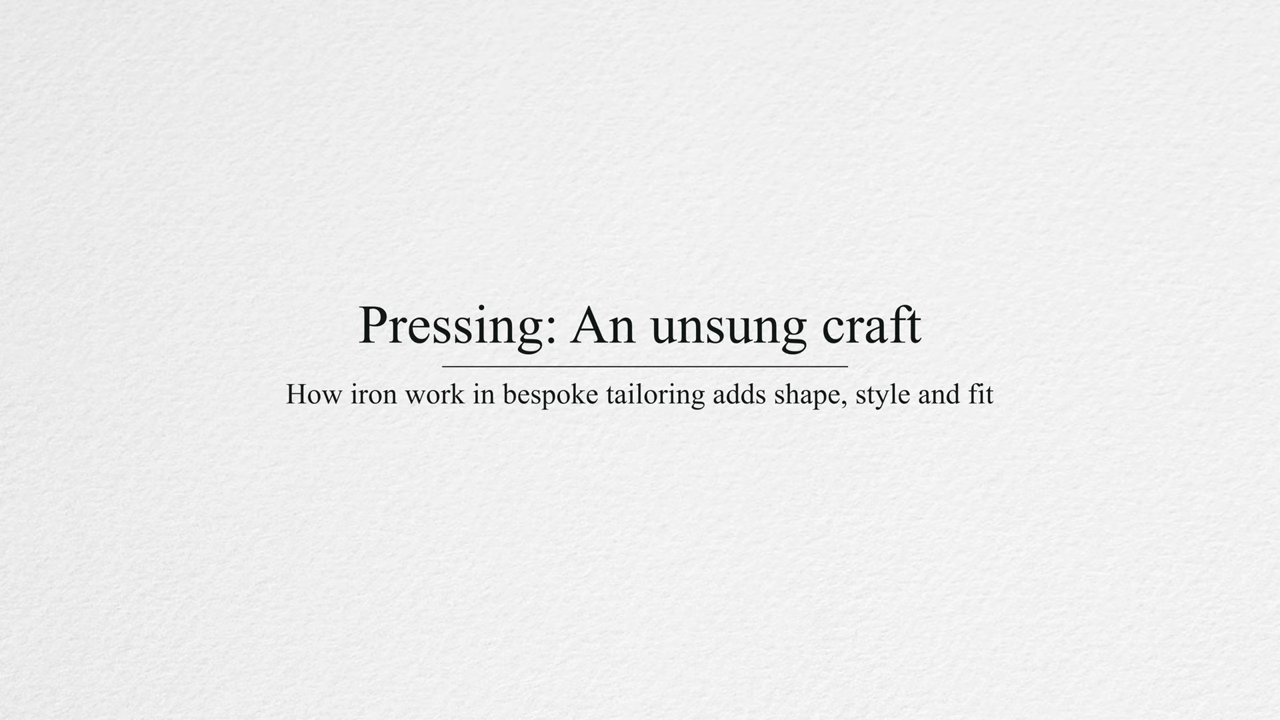 Pressing: An unsung craft
How iron work in bespoke tailoring adds shape, style and fit